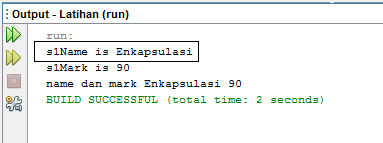 Output - Latihan (run)
run:
s1Name is Enkapsulasi
s1Mark is 90
name dan mark Enkapsulasi 90
BUILD SUCCESSFUL (total time: 2 seconds)